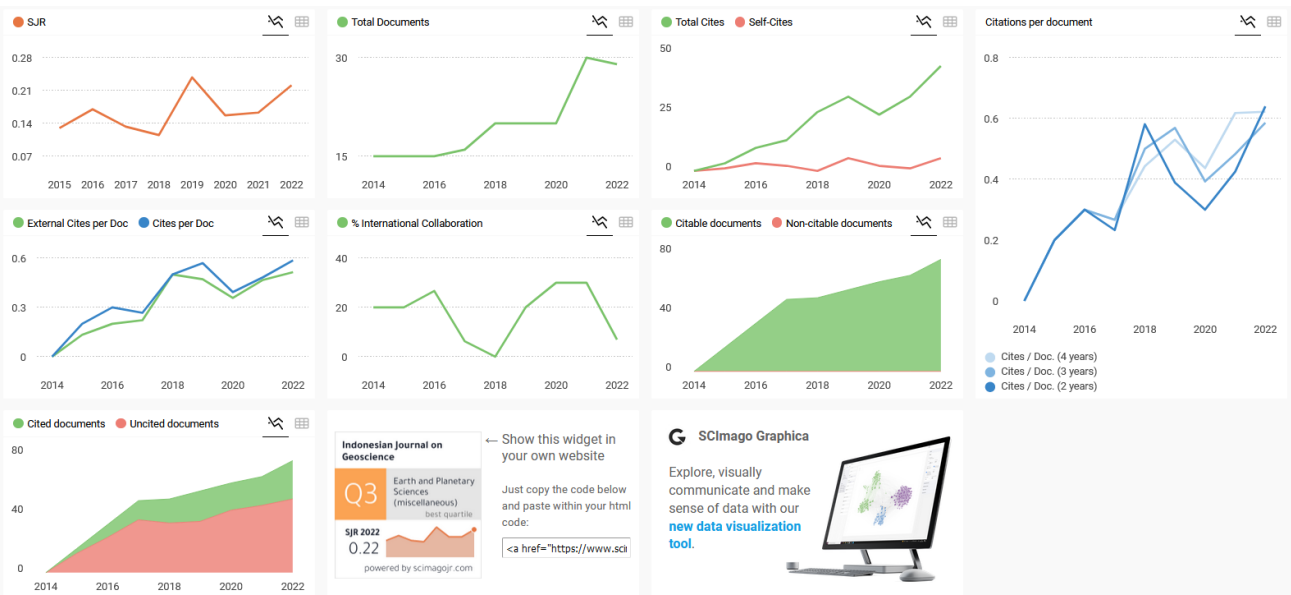 SJR
0.28
0.21
0.14
0.07
2015 2016 2017 2018 2019 2020 2021 2022
Total Documents
30
15
2014 2016 2018 2020 2022
Total Cites Self-Cites
50
25
0
2014 2016 2018 2020 2022
Citations per document
0.8
0.6
0.4
0.2
0
2014 2016 2018 2020 2022
Cites / Doc. (4 years)
Cites / Doc. (3 years)
Cites / Doc. (2 years)
External Cites per Doc Cites per Doc
0.6
0.3
0
2014 2016 2018 2020 2022
% International Collaboration
40
20
0
2014 2016 2018 2020 2022
Citable documents Non-citable documents
80
40
0
2014 2016 2018 2020 2022
Cited documents Uncited documents
80
40
0
2014 2016 2018 2020 2022
Indonesian Journal on
Geoscience
Q3
Earth and Planetary
Sciences
(miscellaneous)
best quartile
SJR 2022
0.22
powered by scimagojr.com
← Show this widget in
your own website
Just copy the code below
and paste within your html
code:
<a href="https://www.sci
SCImago Graphica
Explore, visually
communicate and make
sense of data with our
new data visualization
tool.